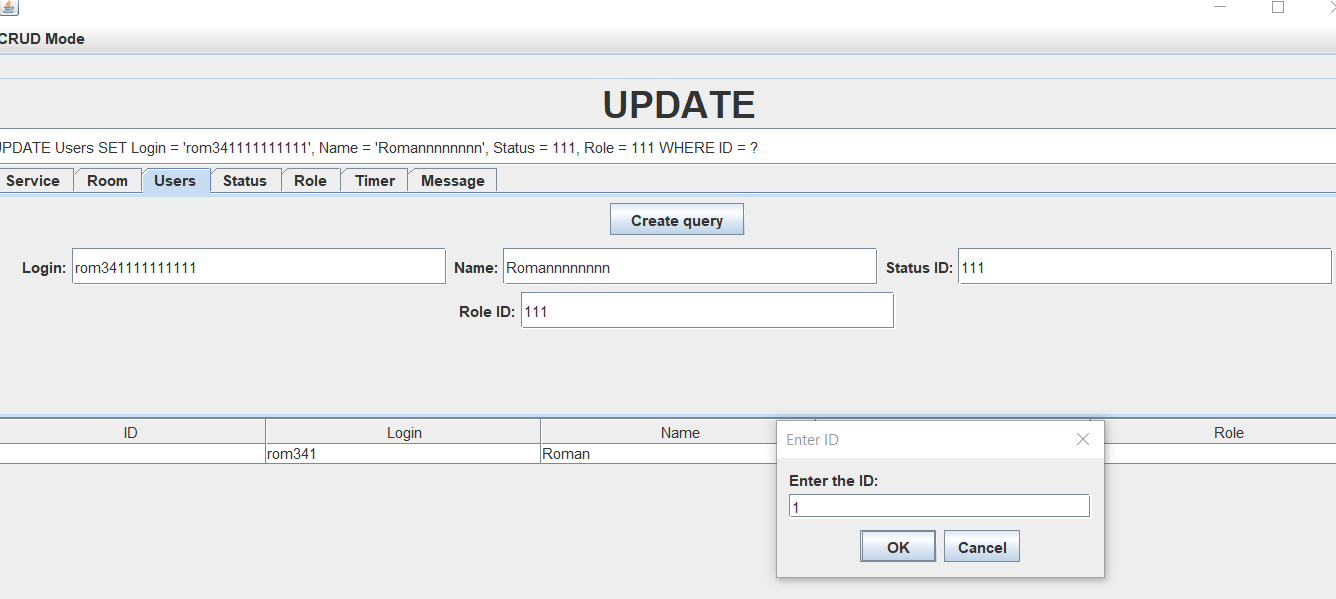 CRUD Mode
UPDATE
UPDATE Users SET Login = 'rom341111111111', Name = 'Romannnnnnnn', Status = 111, Role = 111 WHERE ID = ?
Service Room Users Status Role Timer Message
Create query
Login: rom341111111111 Name: Romannnnnnnn Status ID: 111
Role ID: 111
ID Login Name Role
rom341 Roman
Enter ID
Enter the ID:
1
OK Cancel